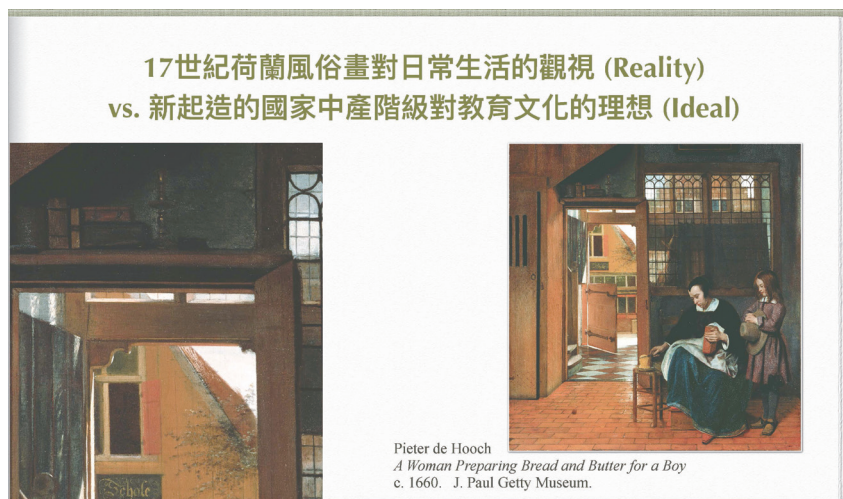 17世紀荷蘭風俗畫對日常生活的觀視 (Reality)
vs. 新起造的國家中產階級對教育文化的理想 (Ideal)
Schole
Pieter de Hooch
A Woman Preparing Bread and Butter for a Boy
c. 1660. J. Paul Getty Museum.